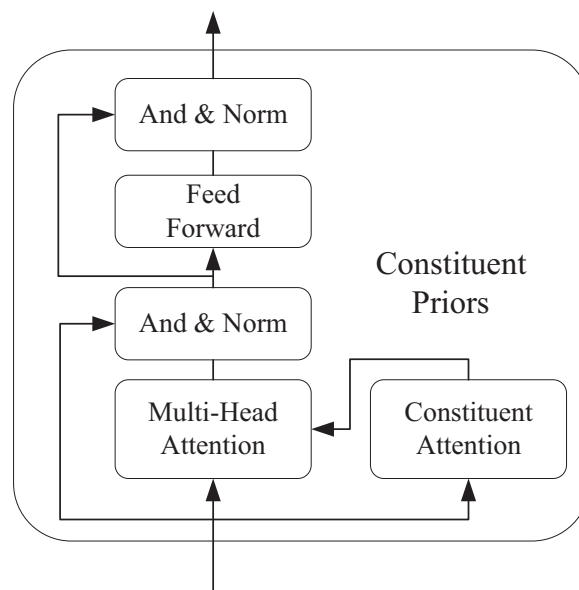 And & Norm
Feed
Forward
Constituent
Priors
And & Norm
Multi-Head
Attention
Constituent
Attention